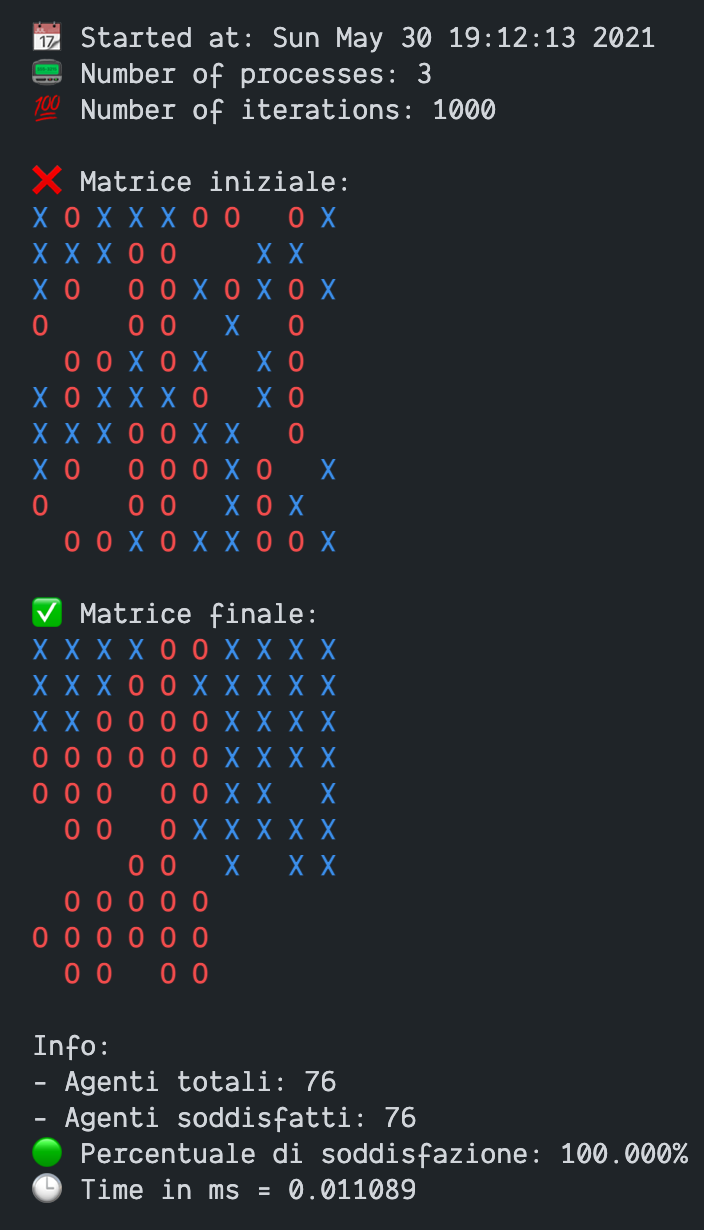 📆 Started at: Sun May 30 19:12:13 2021
📟 Number of processes: 3
💯 Number of iterations: 1000
❌ Matrice iniziale:
X O X X X O O   O X
X X X O O     X X
X O   O O X O X O X
O     O O   X   O
  O O X O X   X O
X O X X X O   X O
X X X O O X X   O
X O   O O O X O   X
O     O O   X O X
  O O X O X X O O X
✅ Matrice finale:
X X X X O O X X X X
X X X O O X X X X X
X X O O O O X X X X
O O O O O O X X X X
O O O   O O X X   X
  O O   O X X X X X
      O O   X   X X
  O O O O O
O O O O O O
  O O   O O
Info:
- Agenti totali: 76
- Agenti soddisfatti: 76
🟢 Percentuale di soddisfazione: 100.000%
🕒 Time in ms = 0.011089